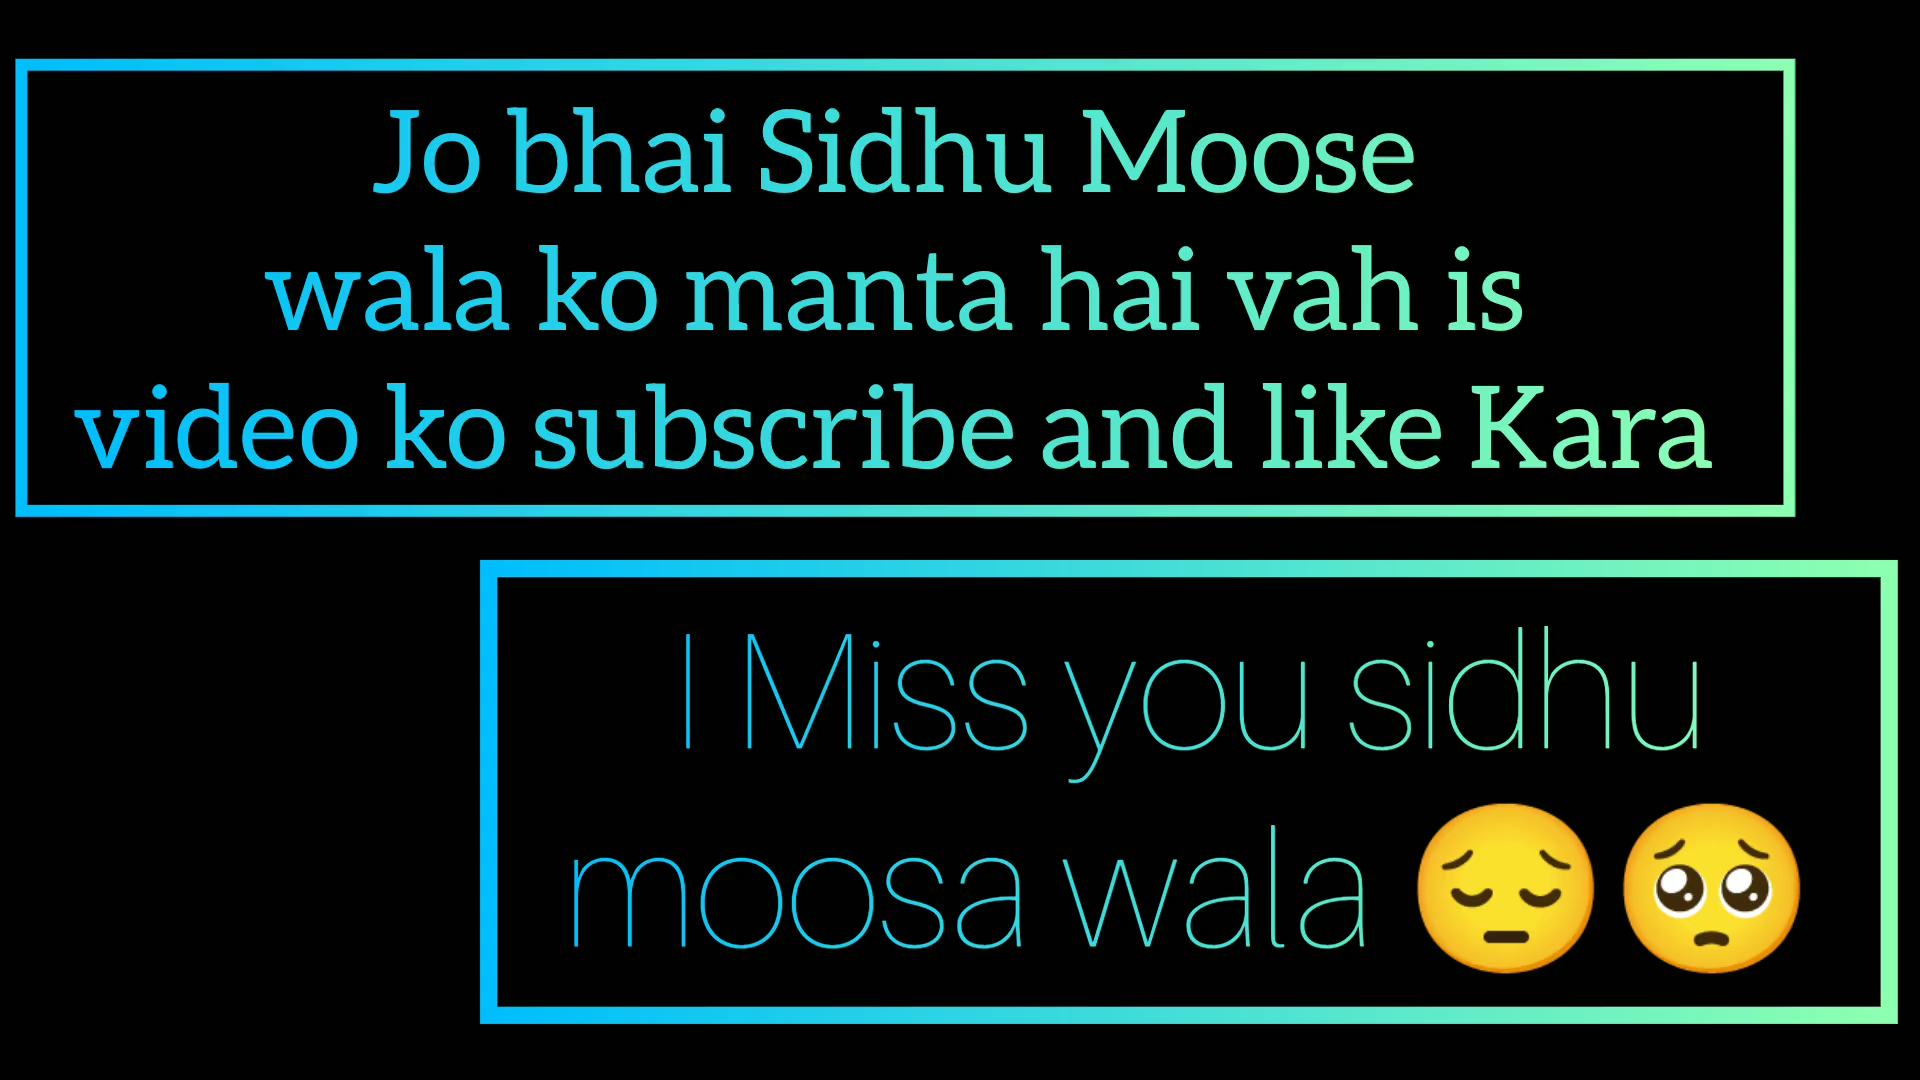 Jo bhai Sidhu Moose
wala ko manta hai vah is
video ko subscribe and like Kara
I Miss you sidhu
moosa wala 😔🥺